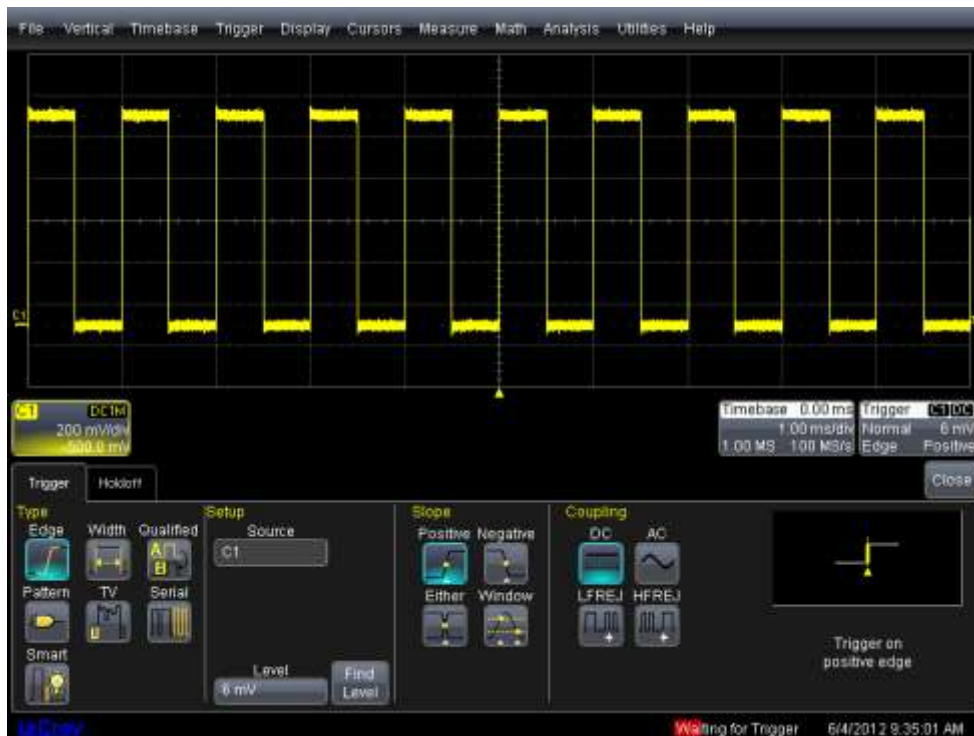 File Vertical Timebase Trigger Display Cursors Measure Math Analysis Utilities Help
C1
C1 DC1M
200 mV/div
-500.0 mV
Timebase 0.00 ms
1.00 ms/div
1.00 MS 100 MS/s
Trigger C1 DC
Normal 6 mV
Edge Positive
Trigger Holdoff
Close
Type
Edge Width Qualified
A
B
Pattern TV Serial
Smart
Setup
Source
C1
Level
6 mV
Find
Level
Slope
Positive Negative
Either Window
Coupling
DC AC
LFREJ HFREJ
Trigger on
positive edge
LeCroy
Waiting for Trigger 6/4/2012 9:35:01 AM